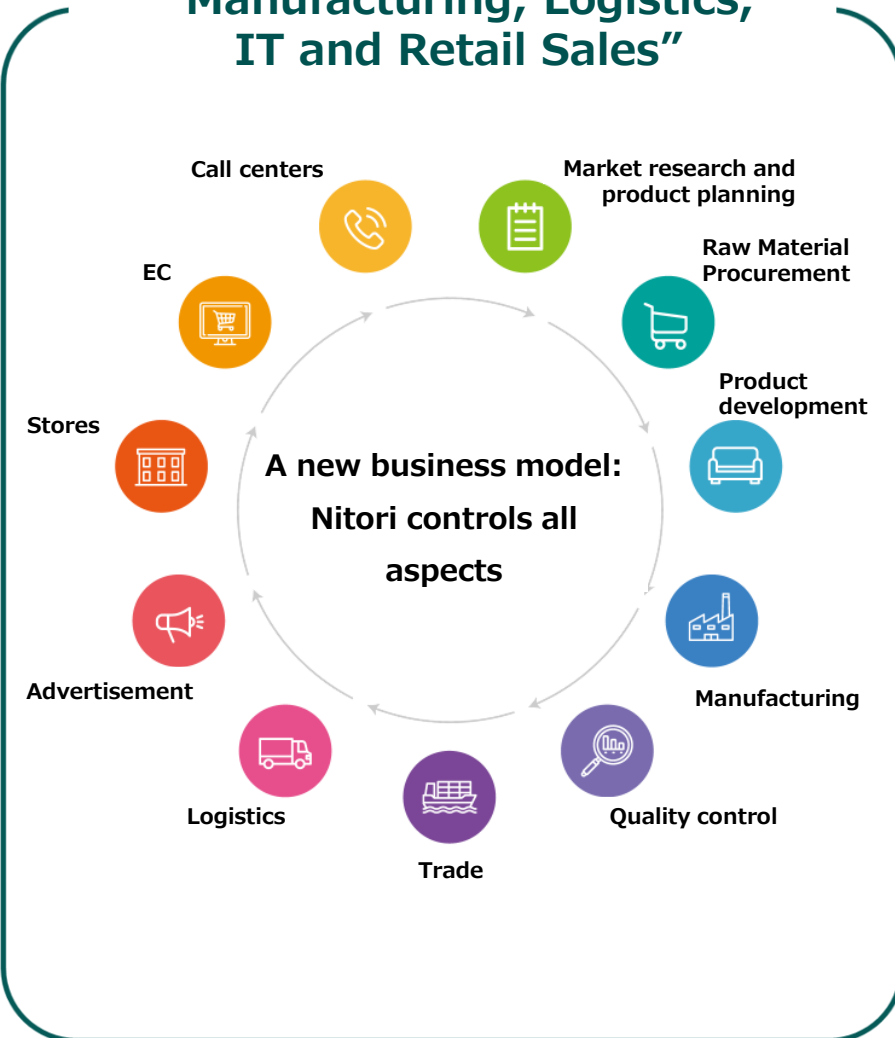 Manufacturing, Logistics,
IT and Retail Sales”
Call centers
Market research and
product planning
EC
Raw Material
Procurement
Product
development
Stores
A new business model:
Nitori controls all
aspects
Advertisement
Manufacturing
Logistics
Quality control
Trade